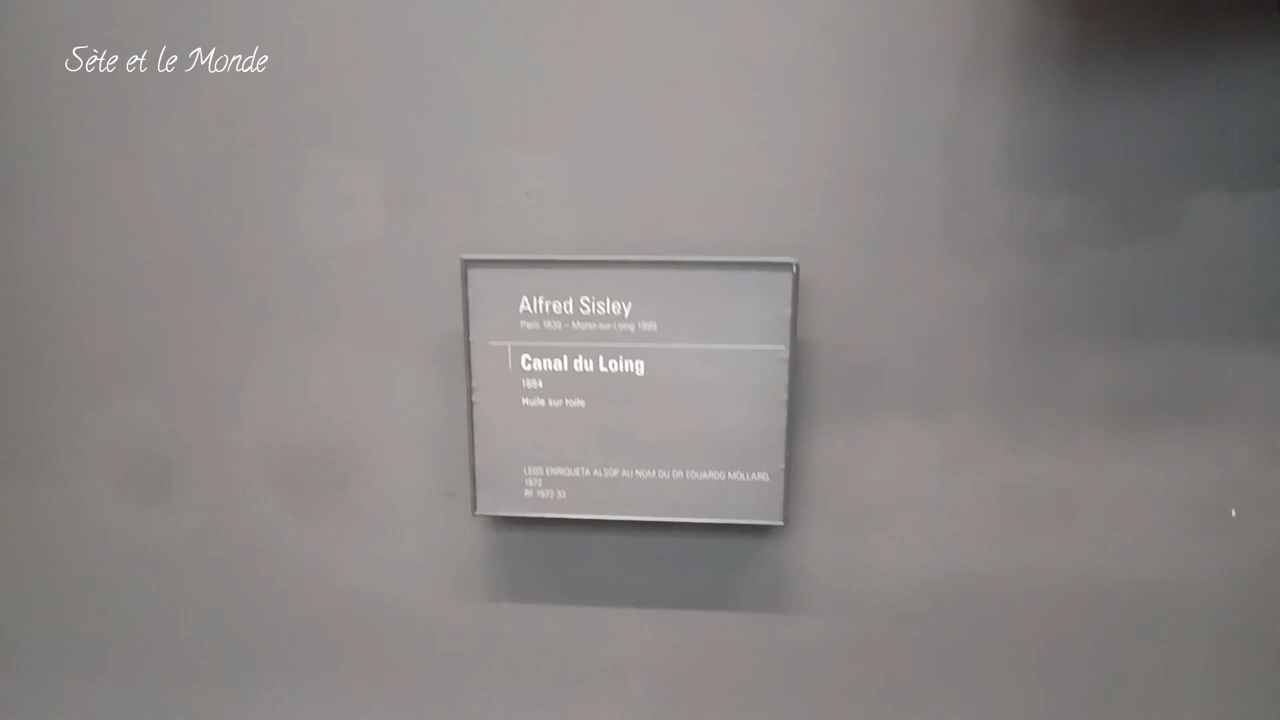 Sète et le Monde
Alfred Sisley
Paris 1839 – Moret-sur-Loing 1899
Canal du Loing
1884
Huile sur toile
LEGS ENRIQUETA ALSOP AU NOM DU DR EDUARDO MOLLARD,
1972
RF 1972 33